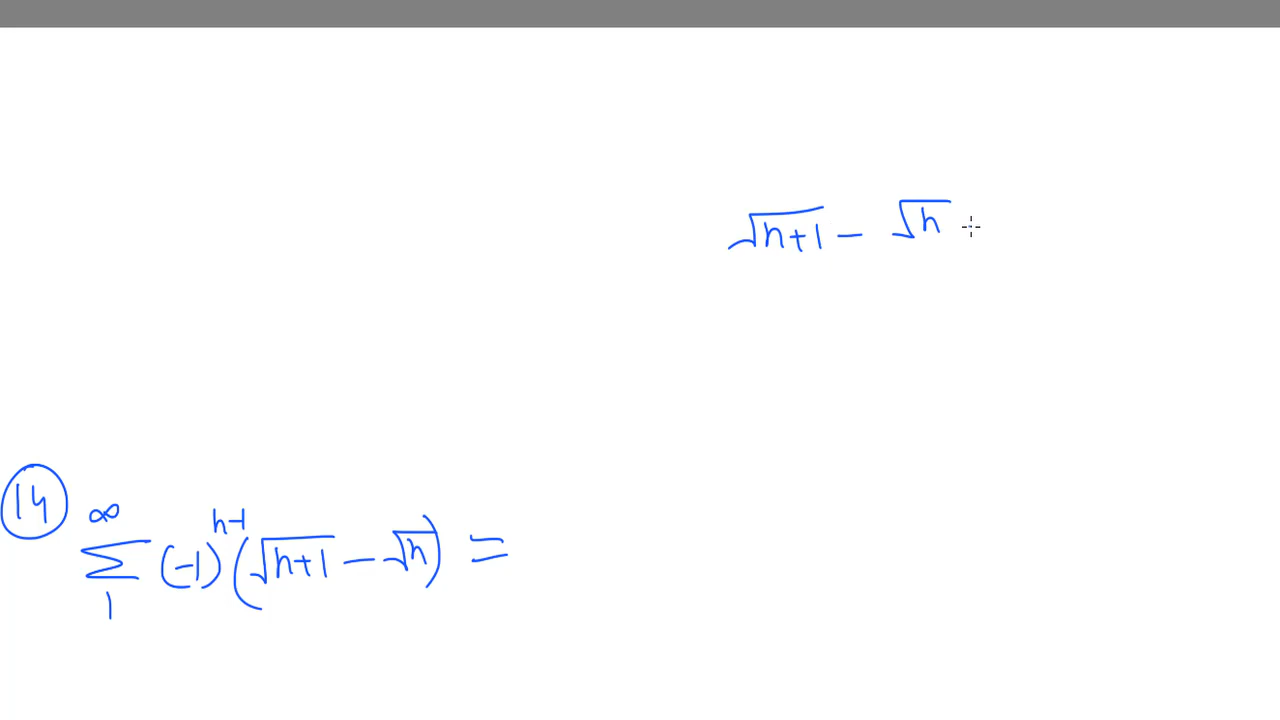 √(n+1) − √n
14
∞
∑ (−1)^(n−1) (√(n+1) − √n) =
1